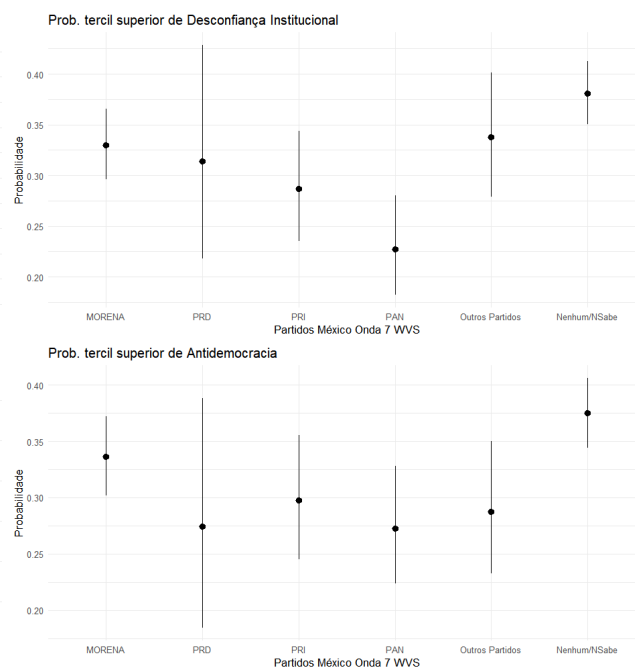 Prob. tercil superior de Desconfiança Institucional
0.40
0.35
0.30
0.25
0.20
Probabilidade
MORENA PRD PRI PAN Outros Partidos Nenhum/NSabe
Partidos México Onda 7 WVS
Prob. tercil superior de Antidemocracia
0.40
0.35
0.30
0.25
0.20
Probabilidade
MORENA PRD PRI PAN Outros Partidos Nenhum/NSabe
Partidos México Onda 7 WVS